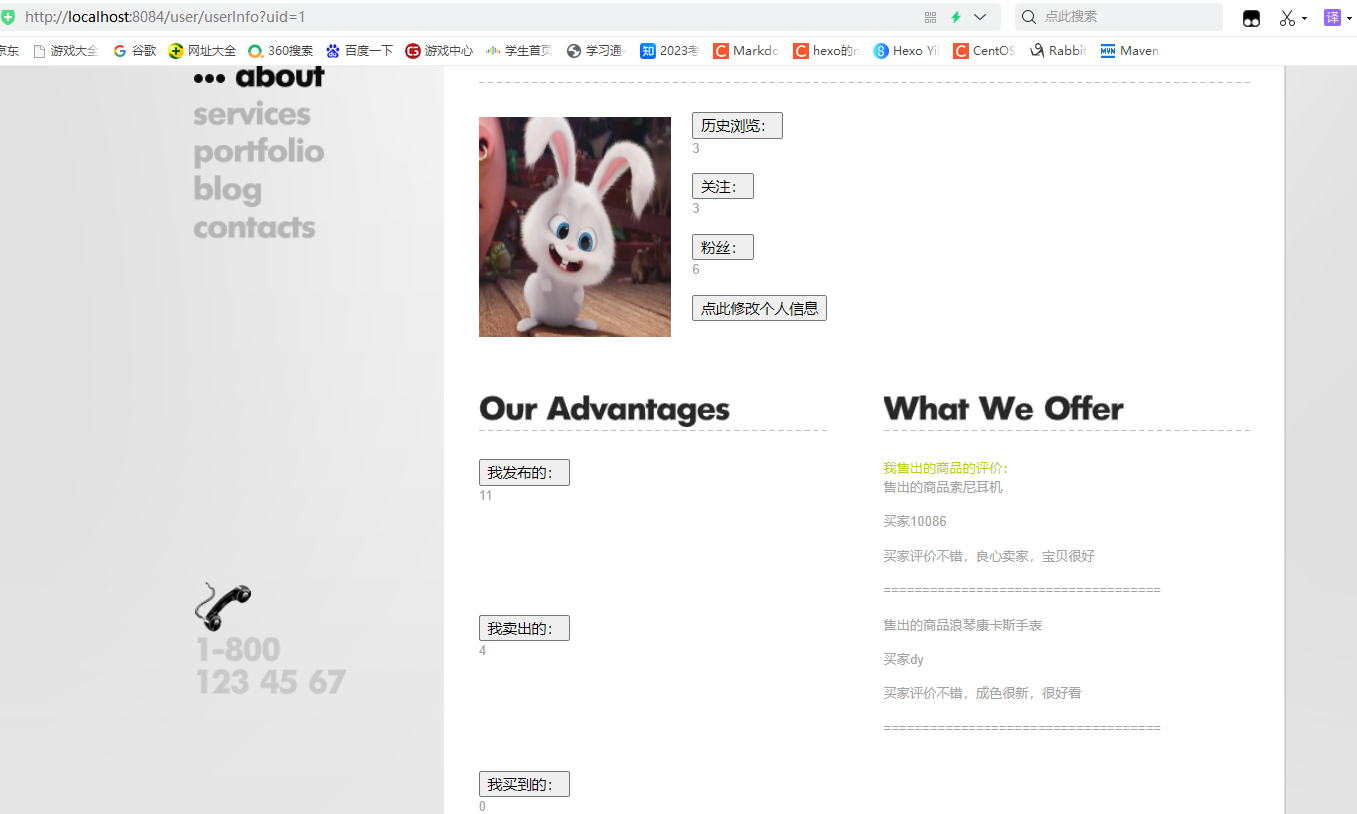 http://localhost:8084/user/userInfo?uid=1
点此搜索
译
京东 游戏大全 谷歌 网址大全 360搜索 百度一下 游戏中心 学生首页 学习通 2023考 Markdo hexo的 Hexo Yil CentOS Rabbit Maven
••• about
services
portfolio
blog
contacts
1-800
123 45 67
历史浏览：
3
关注：
3
粉丝：
6
点此修改个人信息
Our Advantages
我发布的：
11
我卖出的：
4
我买到的：
0
What We Offer
我售出的商品的评价:
售出的商品索尼耳机
买家10086
买家评价不错，良心卖家，宝贝很好
====================================
售出的商品浪琴康卡斯手表
买家dy
买家评价不错，成色很新，很好看
====================================